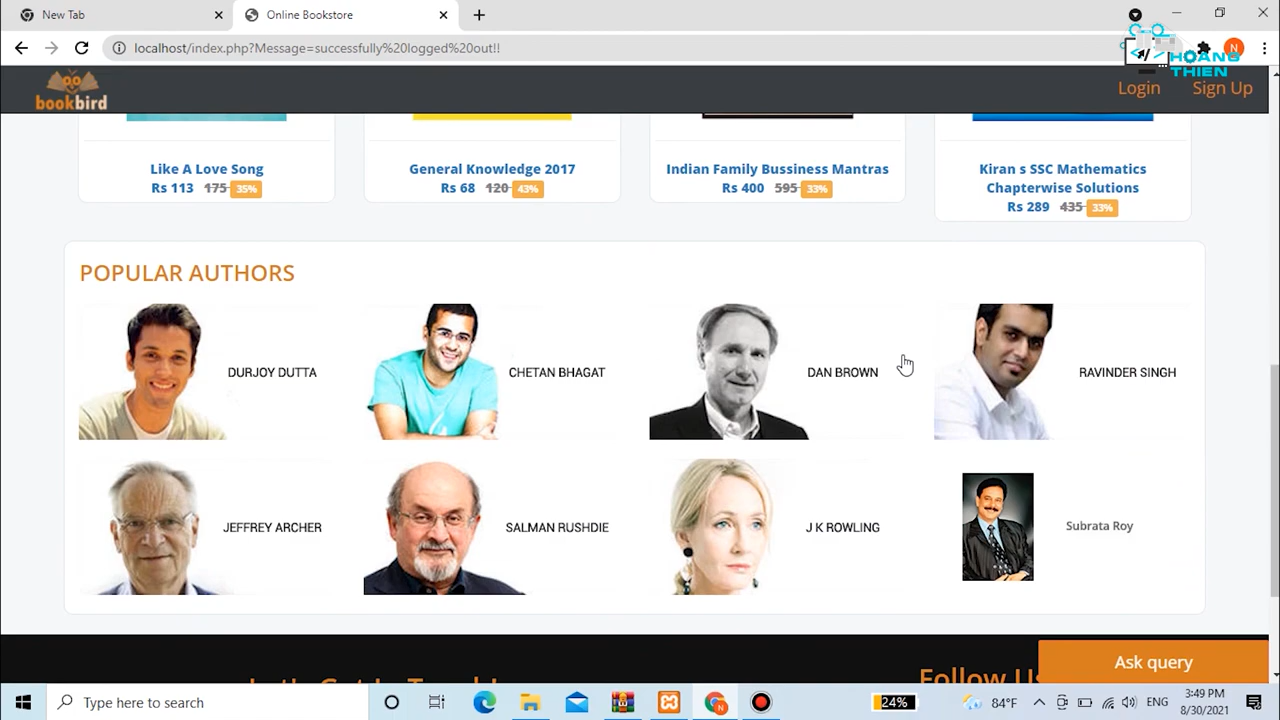 New Tab
Online Bookstore
localhost/index.php?Message=successfully%20logged%20out!!
N
HOANG
THIEN
bookbird
Login
Sign Up
Like A Love Song
Rs 113 175 35%
General Knowledge 2017
Rs 68 120 43%
Indian Family Bussiness Mantras
Rs 400 595 33%
Kiran s SSC Mathematics
Chapterwise Solutions
Rs 289 435 33%
POPULAR AUTHORS
DURJOY DUTTA
CHETAN BHAGAT
DAN BROWN
RAVINDER SINGH
JEFFREY ARCHER
SALMAN RUSHDIE
J K ROWLING
Subrata Roy
Ask query
Follow Us
Type here to search
24%
84°F
ENG
3:49 PM
8/30/2021